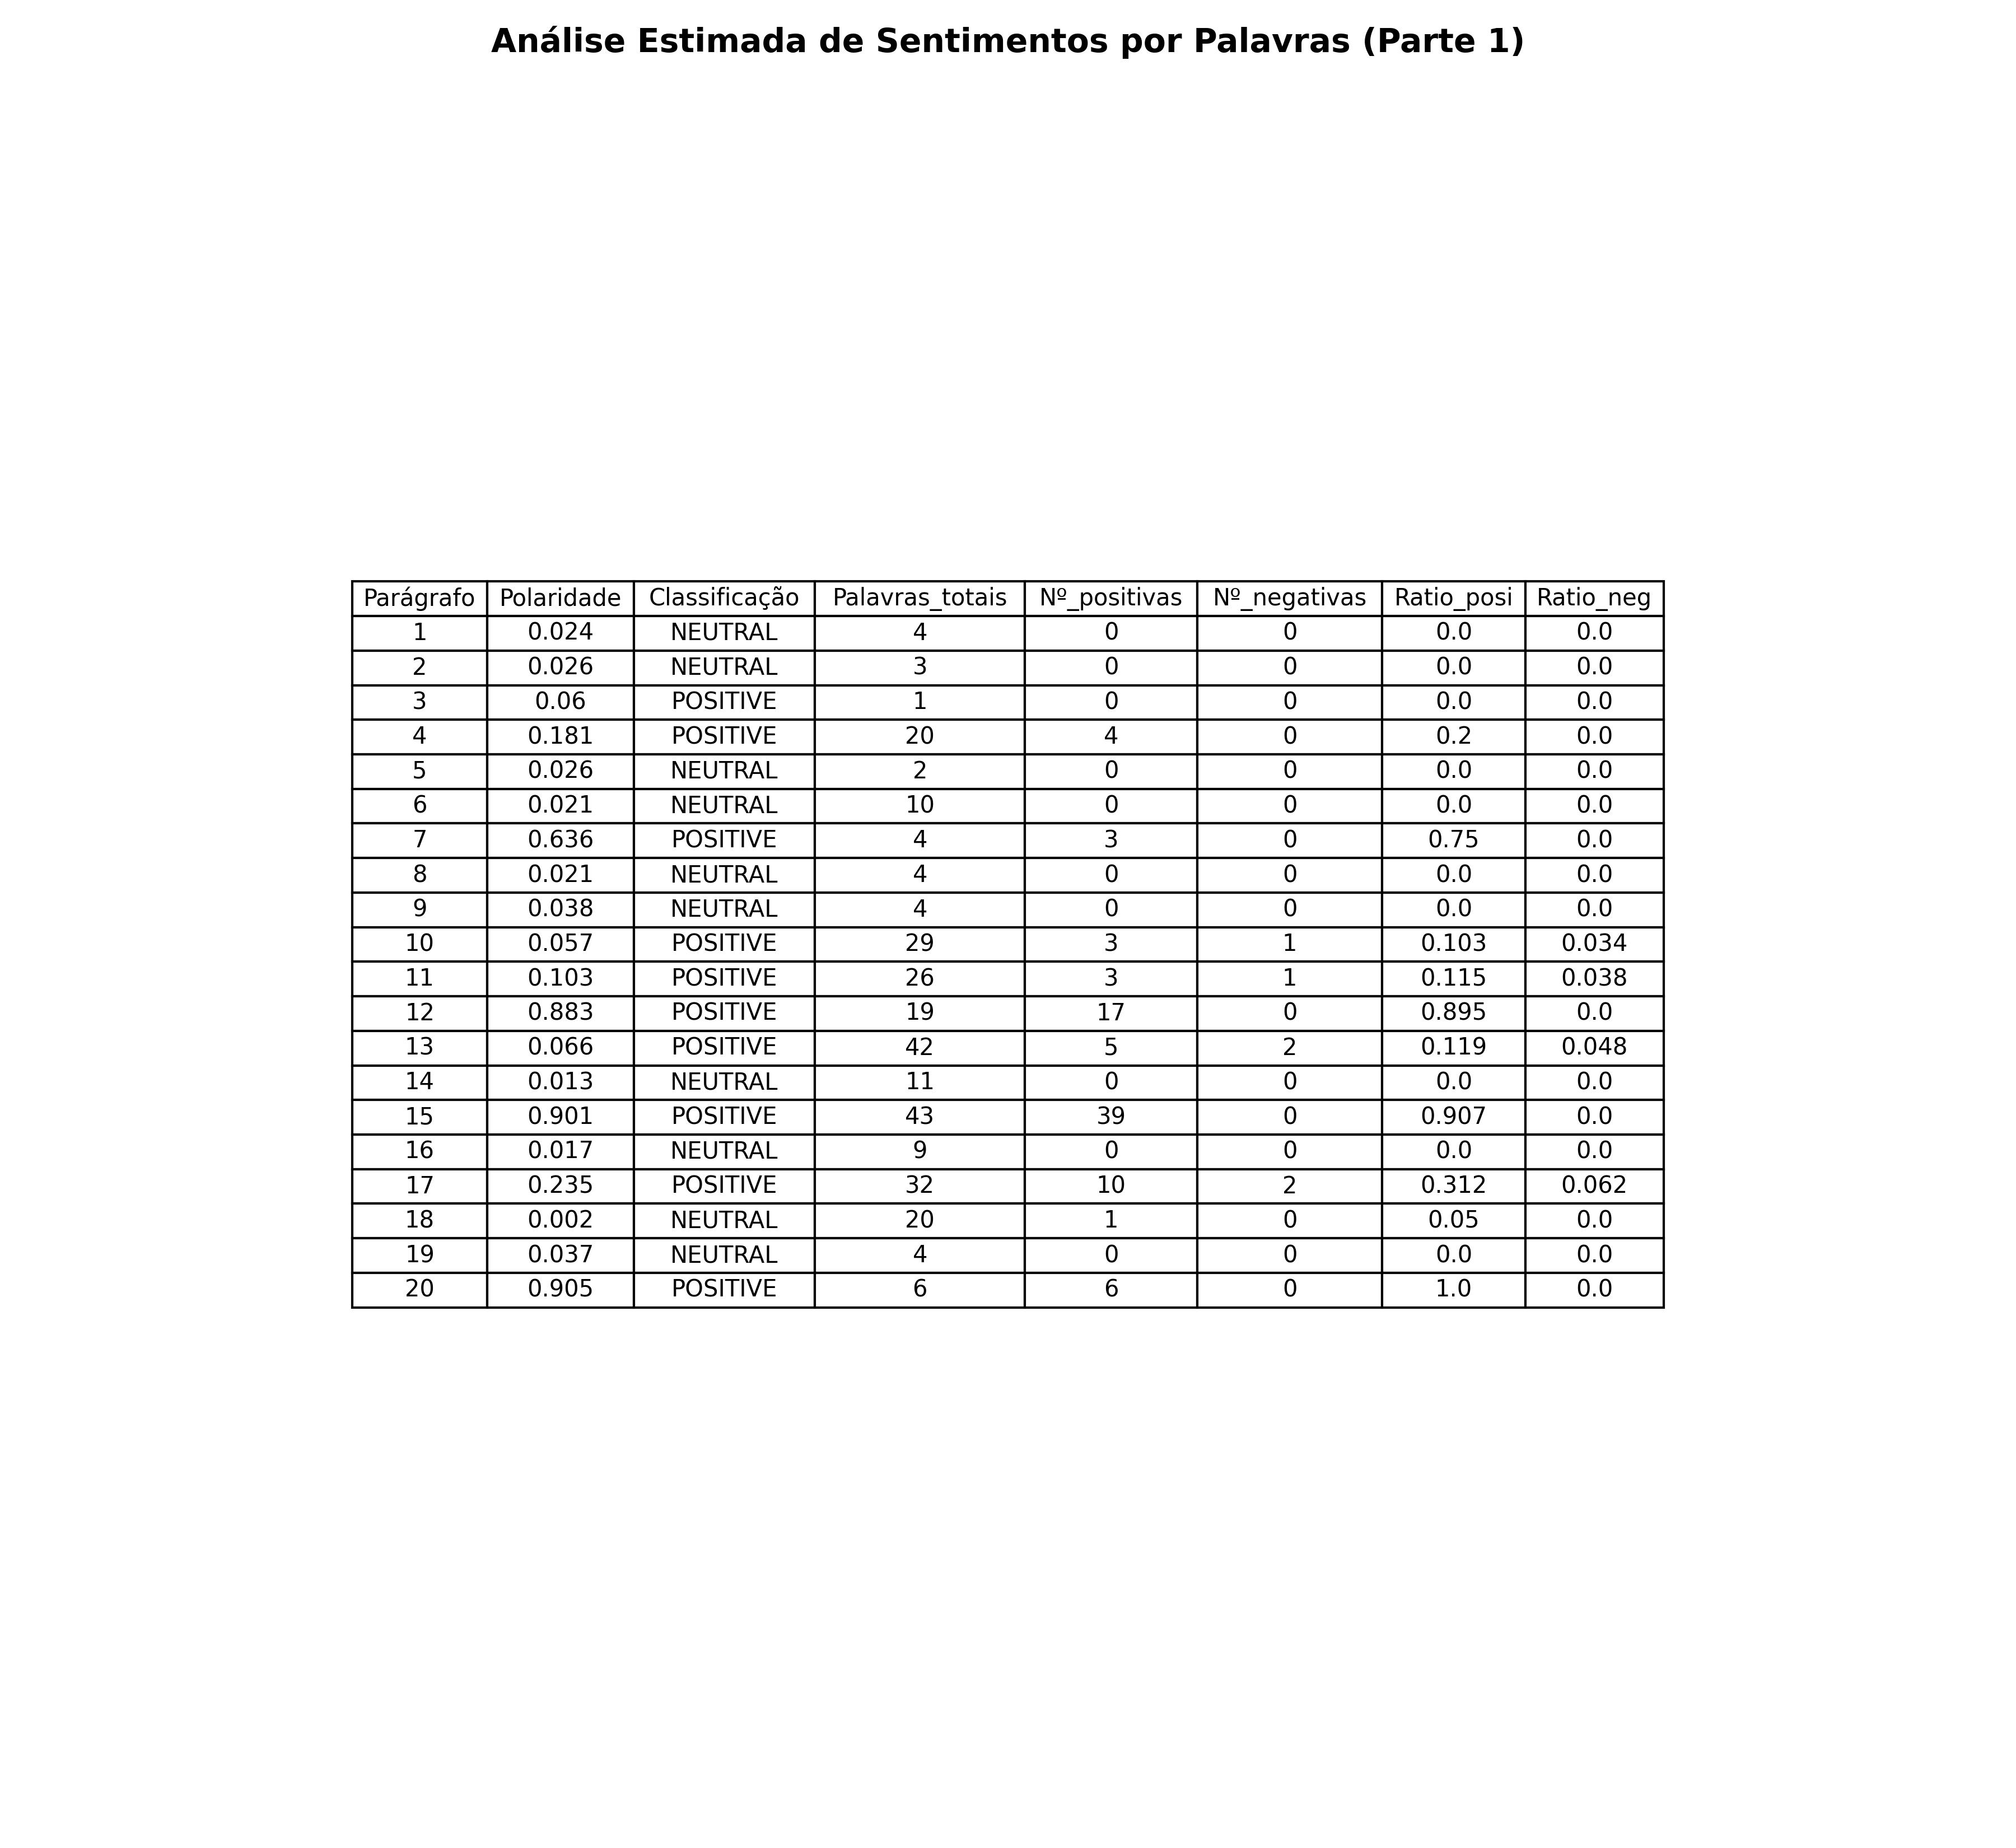 Análise Estimada de Sentimentos por Palavras (Parte 1)
Parágrafo Polaridade Classificação Palavras_totais Nº_positivas Nº_negativas Ratio_posi Ratio_neg
1 0.024 NEUTRAL 4 0 0 0.0 0.0
2 0.026 NEUTRAL 3 0 0 0.0 0.0
3 0.06 POSITIVE 1 0 0 0.0 0.0
4 0.181 POSITIVE 20 4 0 0.2 0.0
5 0.026 NEUTRAL 2 0 0 0.0 0.0
6 0.021 NEUTRAL 10 0 0 0.0 0.0
7 0.636 POSITIVE 4 3 0 0.75 0.0
8 0.021 NEUTRAL 4 0 0 0.0 0.0
9 0.038 NEUTRAL 4 0 0 0.0 0.0
10 0.057 POSITIVE 29 3 1 0.103 0.034
11 0.103 POSITIVE 26 3 1 0.115 0.038
12 0.883 POSITIVE 19 17 0 0.895 0.0
13 0.066 POSITIVE 42 5 2 0.119 0.048
14 0.013 NEUTRAL 11 0 0 0.0 0.0
15 0.901 POSITIVE 43 39 0 0.907 0.0
16 0.017 NEUTRAL 9 0 0 0.0 0.0
17 0.235 POSITIVE 32 10 2 0.312 0.062
18 0.002 NEUTRAL 20 1 0 0.05 0.0
19 0.037 NEUTRAL 4 0 0 0.0 0.0
20 0.905 POSITIVE 6 6 0 1.0 0.0